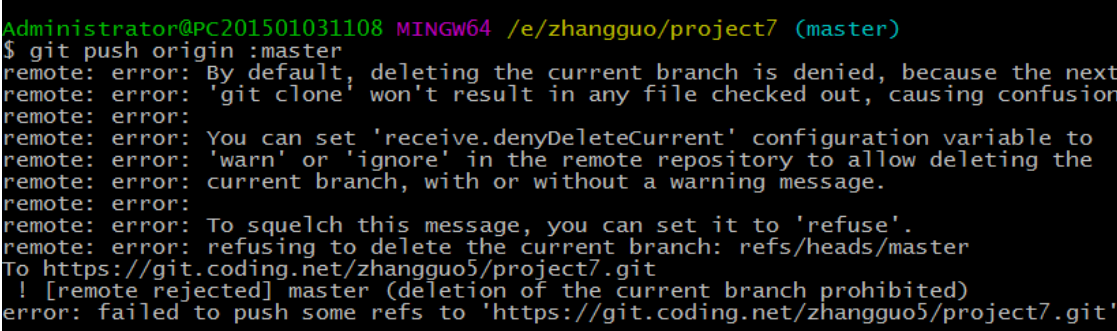 Administrator@PC201501031108 MINGW64 /e/zhangguo/project7 (master)
$ git push origin :master
remote: error: By default, deleting the current branch is denied, because the next
remote: error: 'git clone' won't result in any file checked out, causing confusion
remote: error:
remote: error: You can set 'receive.denyDeleteCurrent' configuration variable to
remote: error: 'warn' or 'ignore' in the remote repository to allow deleting the
remote: error: current branch, with or without a warning message.
remote: error:
remote: error: To squelch this message, you can set it to 'refuse'.
remote: error: refusing to delete the current branch: refs/heads/master
To https://git.coding.net/zhangguo5/project7.git
 ! [remote rejected] master (deletion of the current branch prohibited)
error: failed to push some refs to 'https://git.coding.net/zhangguo5/project7.git'